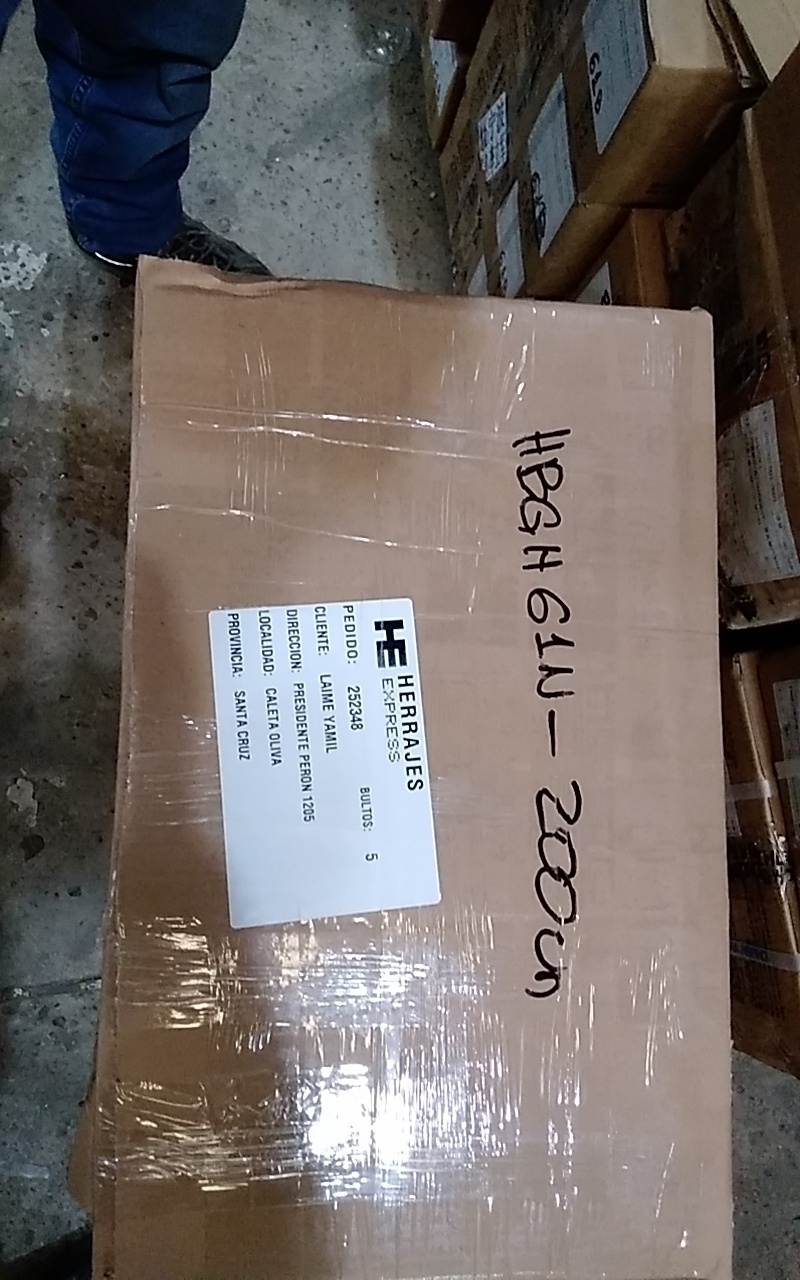 HBGH61N - 200cm
HE HERRAJES
EXPRESS
PEDIDO: 252348 BULTOS: 5
CLIENTE: LAIME YAMIL
DIRECCION: PRESIDENTE PERON 1205
LOCALIDAD: CALETA OLIVA
PROVINCIA: SANTA CRUZ